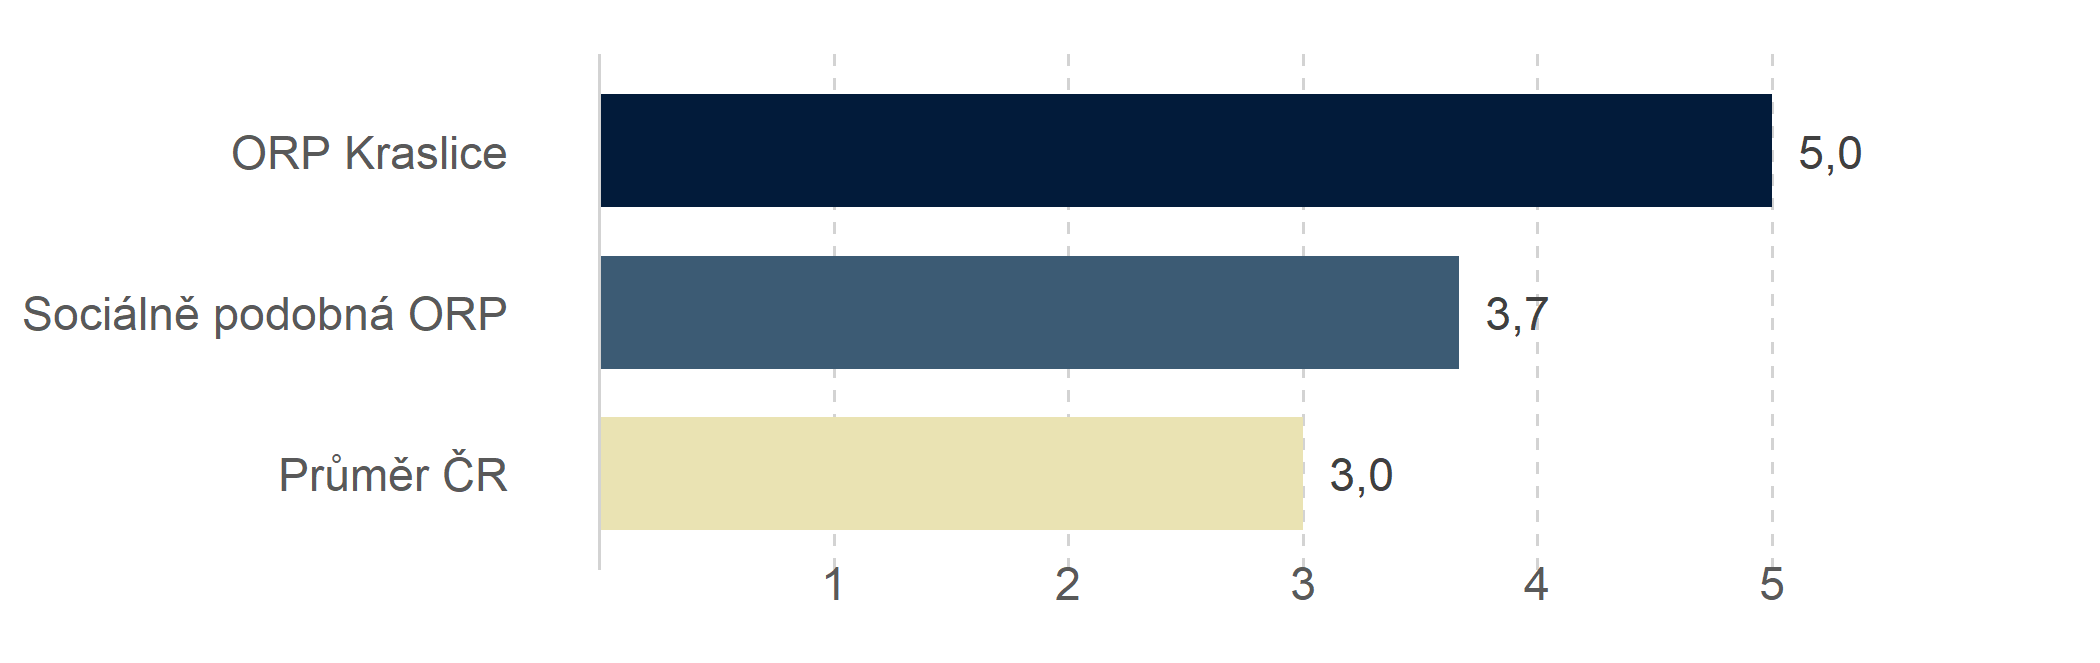 ORP Kraslice 5,0
Sociálně podobná ORP 3,7
Průměr ČR 3,0
1 2 3 4 5